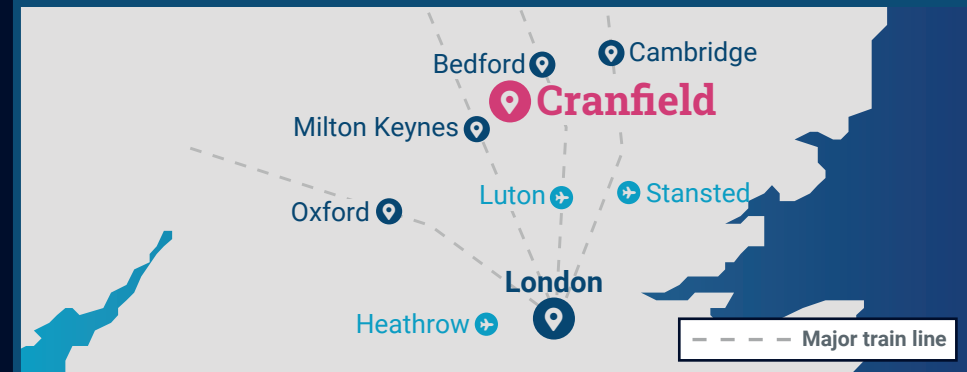 Cambridge
Bedford
Cranfield
Milton Keynes
Luton
Stansted
Oxford
London
Heathrow
Major train line